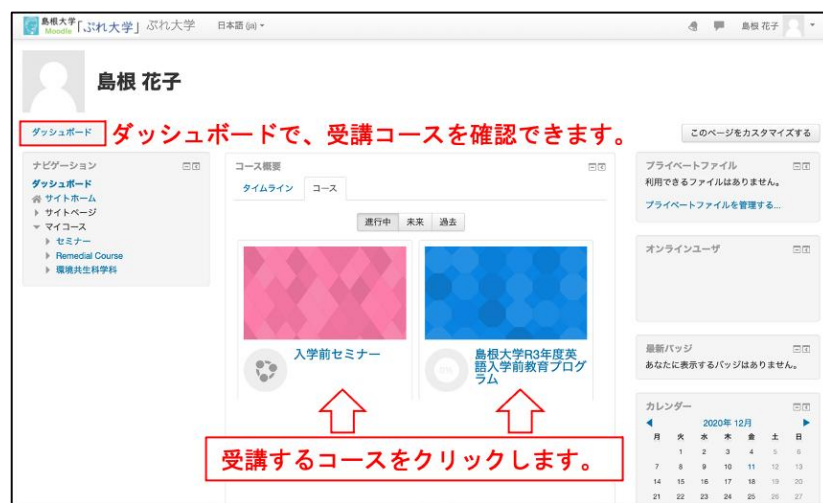 島根大学「ぷれ大学」 ぷれ大学 日本語 (ja) 島根 花子
Moodle
島根 花子
ダッシュボード ダッシュボードで、受講コースを確認できます。 このページをカスタマイズする
ナビゲーション
ダッシュボード
サイトホーム
サイトページ
マイコース
セミナー
Remedial Course
環境共生科学科
コース概要
タイムライン コース
進行中 未来 過去
入学前セミナー
0%
島根大学R3年度英
語入学前教育プログ
ラム
受講するコースをクリックします。
プライベートファイル
利用できるファイルはありません。
プライベートファイルを管理する...
オンラインユーザ
最新バッジ
あなたに表示するバッジはありません。
カレンダー
2020年 12月
月 火 水 木 金 土 日
1 2 3 4 5 6
7 8 9 10 11 12 13
14 15 16 17 18 19 20
21 22 23 24 25 26 27